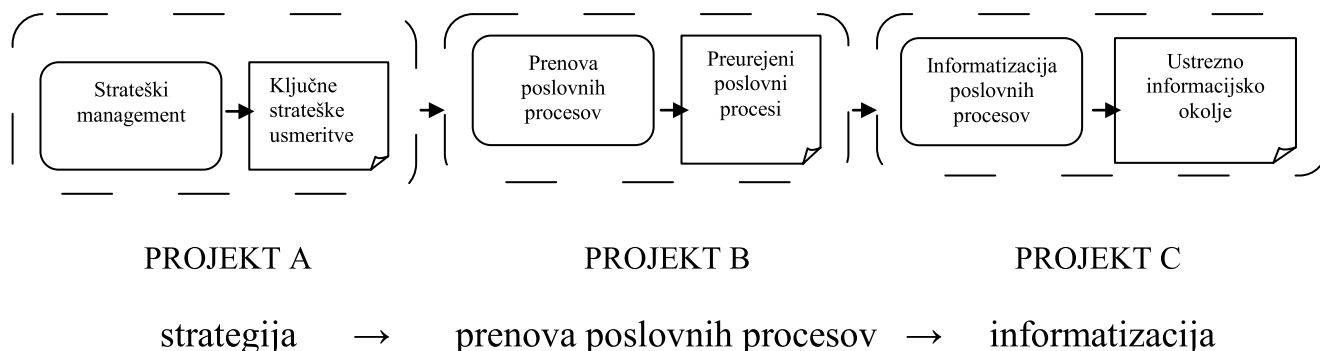 Strateški
management
Ključne
strateške
usmeritve
Prenova
poslovnih
procesov
Preurejeni
poslovni
procesi
Informatizacija
poslovnih
procesov
Ustrezno
informacijsko
okolje
PROJEKT A
PROJEKT B
PROJEKT C
strategija → prenova poslovnih procesov → informatizacija